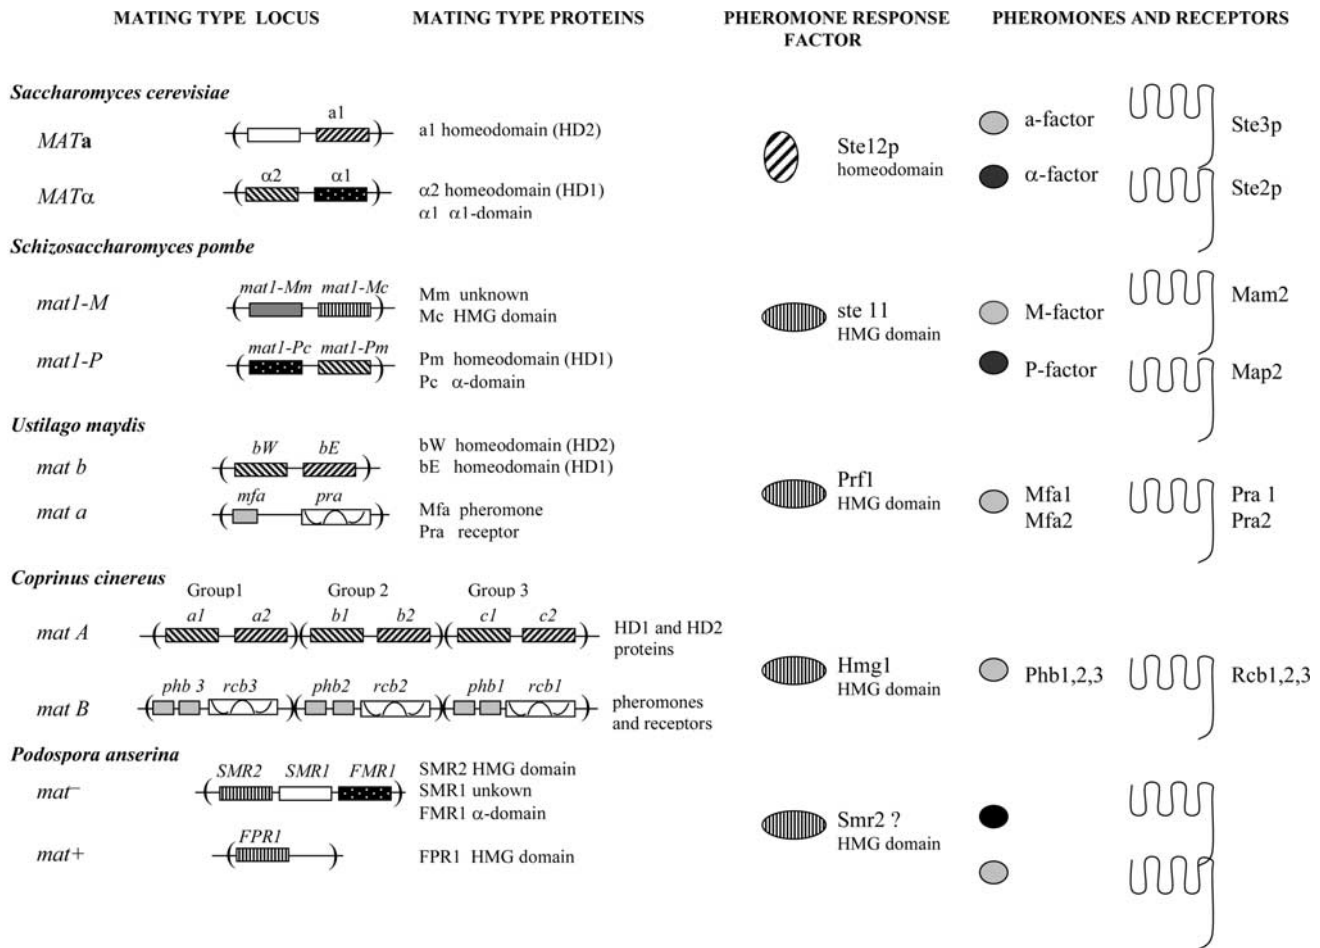 MATING TYPE LOCUS
MATING TYPE PROTEINS
PHEROMONE RESPONSE
FACTOR
PHEROMONES AND RECEPTORS
Saccharomyces cerevisiae
MATa
a1
a1 homeodomain (HD2)
MATα
α2 α1
α2 homeodomain (HD1)
α1 α1-domain
Ste12p
homeodomain
a-factor
Ste3p
α-factor
Ste2p
Schizosaccharomyces pombe
mat1-M
mat1-Mm mat1-Mc
Mm unknown
Mc HMG domain
mat1-P
mat1-Pc mat1-Pm
Pm homeodomain (HD1)
Pc α-domain
ste 11
HMG domain
M-factor
Mam2
P-factor
Map2
Ustilago maydis
mat b
bW bE
bW homeodomain (HD2)
bE homeodomain (HD1)
mat a
mfa pra
Mfa pheromone
Pra receptor
Prf1
HMG domain
Mfa1
Mfa2
Pra 1
Pra2
Coprinus cinereus
Group1 Group 2 Group 3
mat A
a1 a2 b1 b2 c1 c2
HD1 and HD2
proteins
mat B
phb 3 rcb3 phb2 rcb2 phb1 rcb1
pheromones
and receptors
Hmg1
HMG domain
Phb1,2,3
Rcb1,2,3
Podospora anserina
mat−
SMR2 SMR1 FMR1
SMR2 HMG domain
SMR1 unkown
FMR1 α-domain
mat+
FPR1
FPR1 HMG domain
Smr2 ?
HMG domain